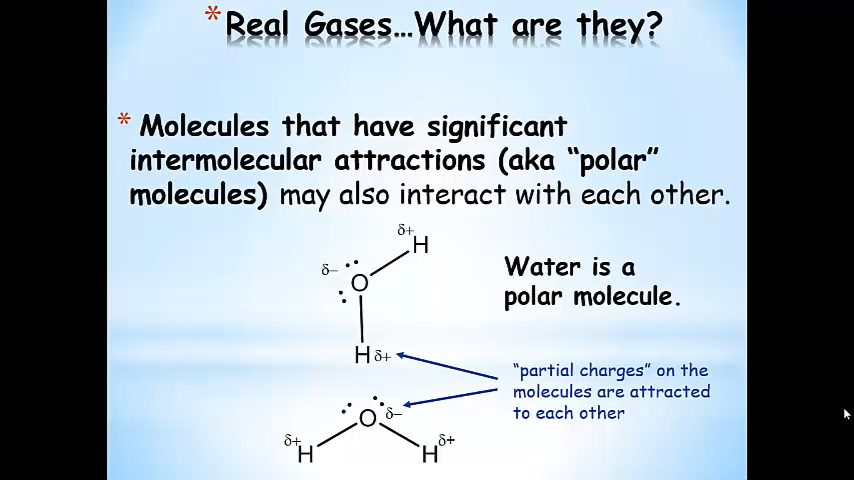 * Real Gases...What are they?
* Molecules that have significant
intermolecular attractions (aka “polar”
molecules) may also interact with each other.
δ+
H
δ–
O
Water is a
polar molecule.
H δ+
“partial charges” on the
molecules are attracted
to each other
O δ–
δ+
H
δ+
H